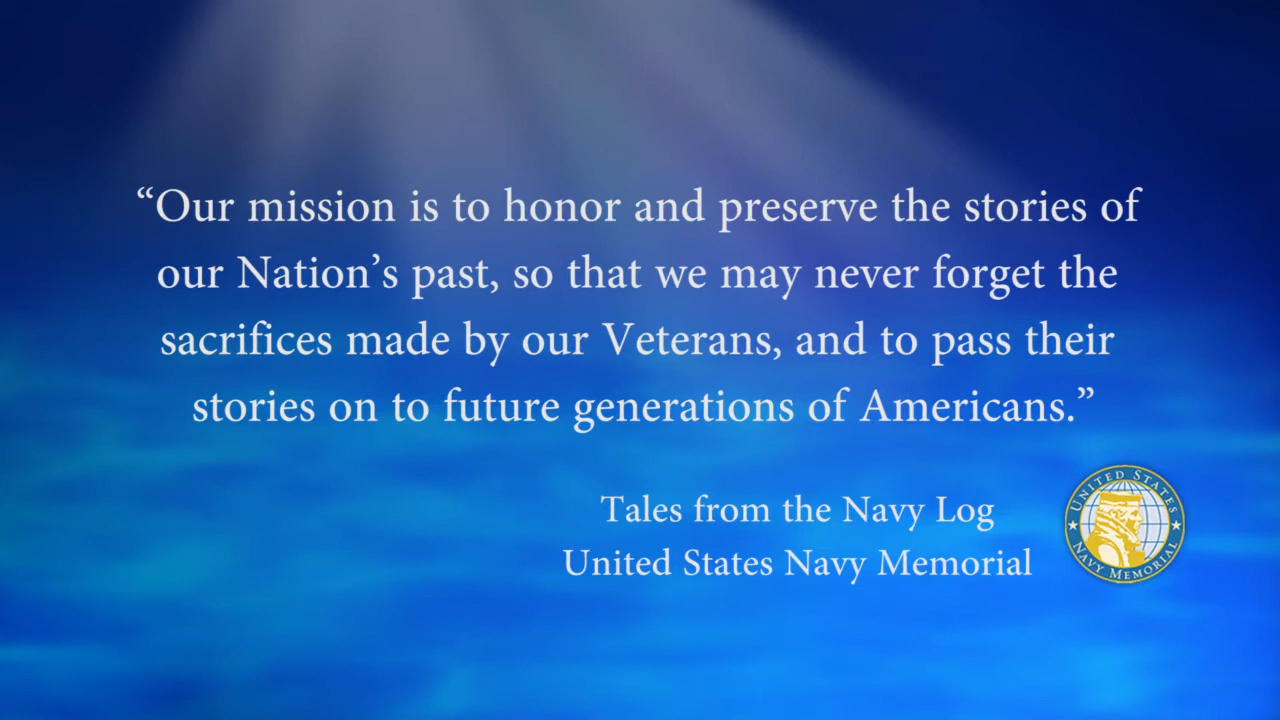 “Our mission is to honor and preserve the stories of
our Nation’s past, so that we may never forget the
sacrifices made by our Veterans, and to pass their
stories on to future generations of Americans.”
Tales from the Navy Log
United States Navy Memorial
UNITED STATES
NAVY MEMORIAL